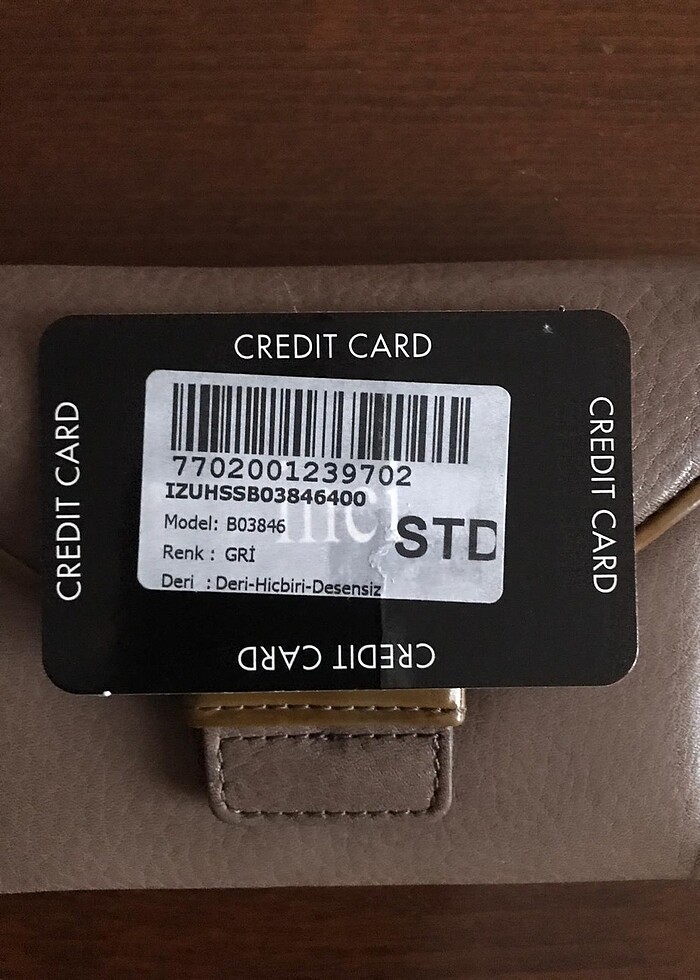 CREDIT CARD
CREDIT CARD
CREDIT CARD
7702001239702
IZUHSSB03846400
Model: B03846
STD
Renk : GRİ
Deri : Deri-Hicbiri-Desensiz
CREDIT CARD